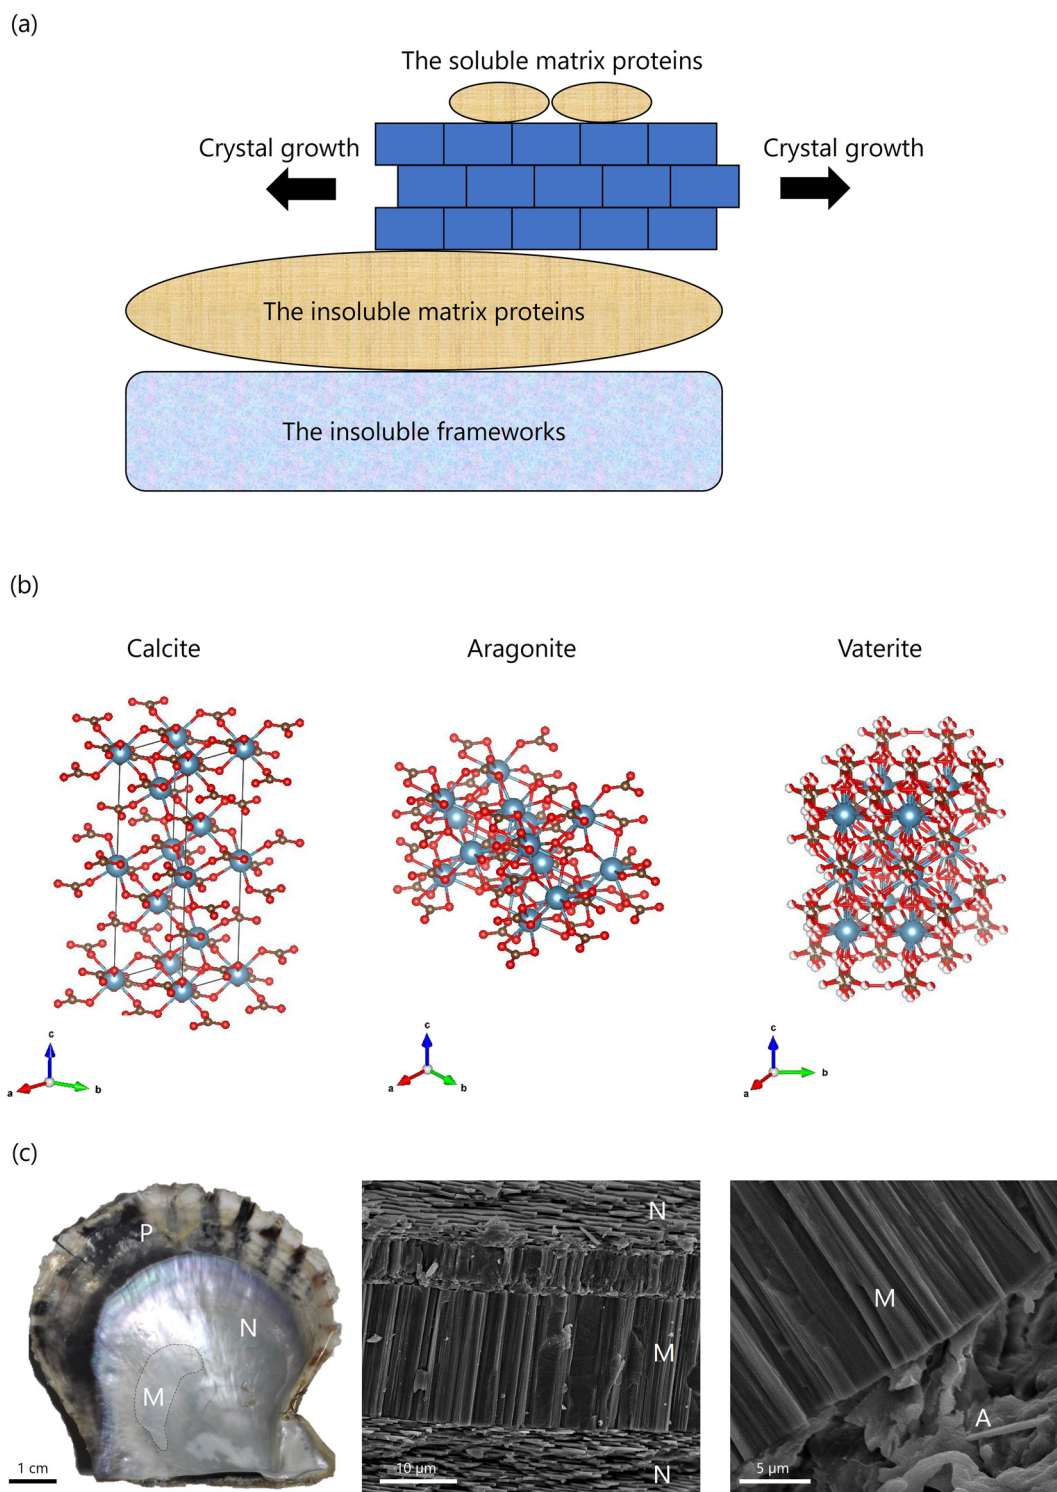 (a)
The soluble matrix proteins
Crystal growth
Crystal growth
The insoluble matrix proteins
The insoluble frameworks
(b)
Calcite
Aragonite
Vaterite
c
a
b
c
a
b
c
a
b
(c)
P
N
M
1 cm
N
M
N
10 μm
M
A
5 μm